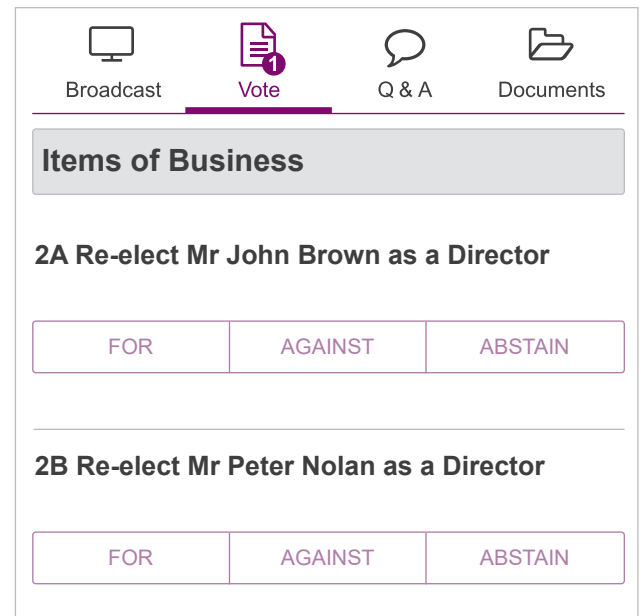 1
Broadcast Vote Q & A Documents
Items of Business
2A Re-elect Mr John Brown as a Director
FOR AGAINST ABSTAIN
2B Re-elect Mr Peter Nolan as a Director
FOR AGAINST ABSTAIN